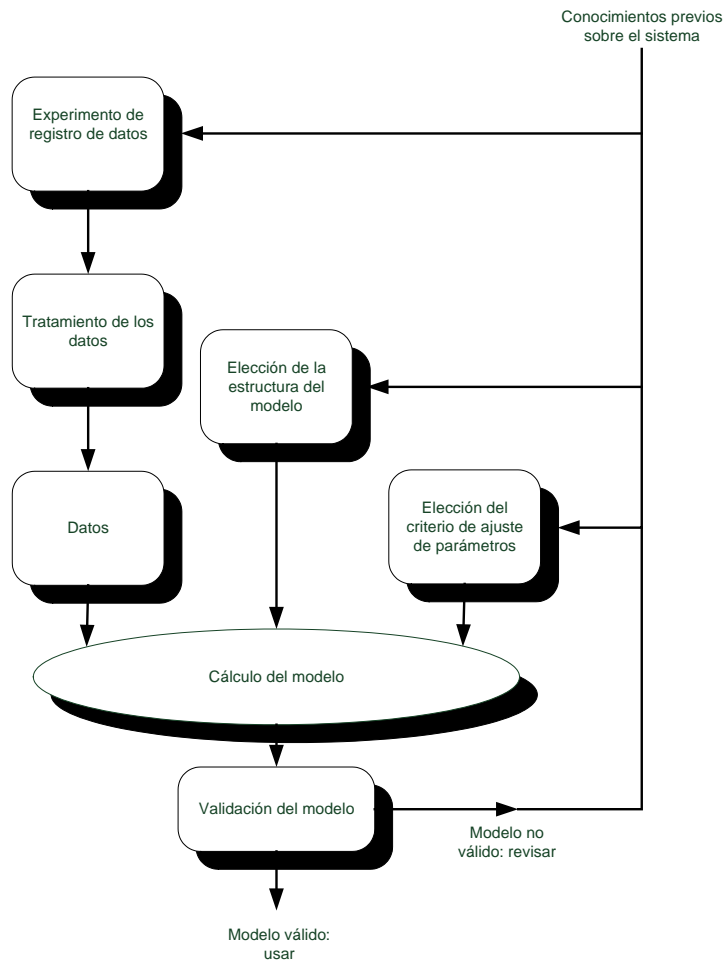 Conocimientos previos
sobre el sistema
Experimento de
registro de datos
Tratamiento de los
datos
Elección de la
estructura del
modelo
Datos
Elección del
criterio de ajuste
de parámetros
Cálculo del modelo
Validación del modelo
Modelo no
válido: revisar
Modelo válido:
usar